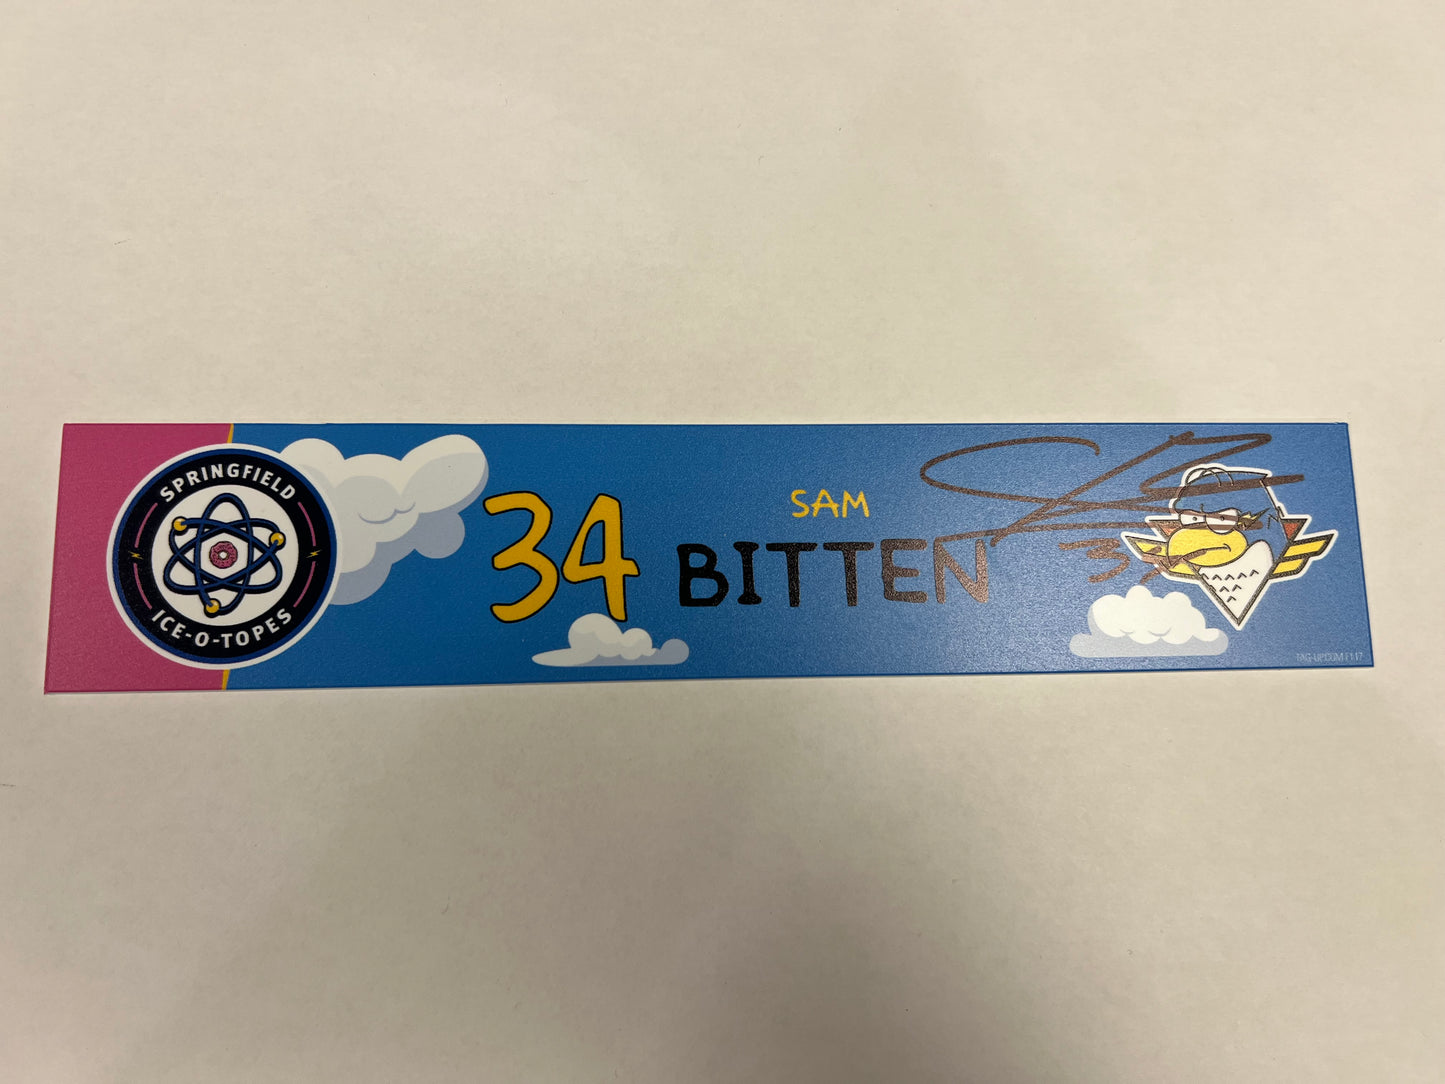 SPRINGFIELD
ICE-O-TOPES
34
SAM
BITTEN